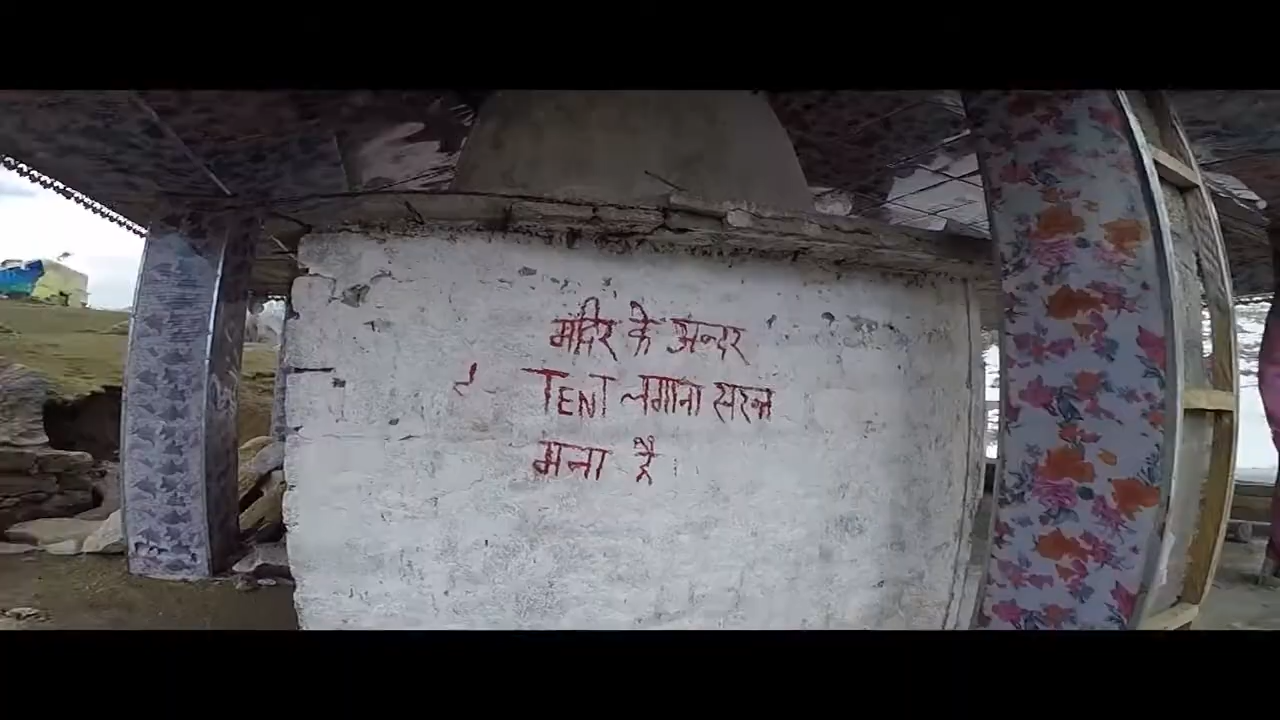 मंदिर के अन्दर
TENT लगाना सख्त
मना है